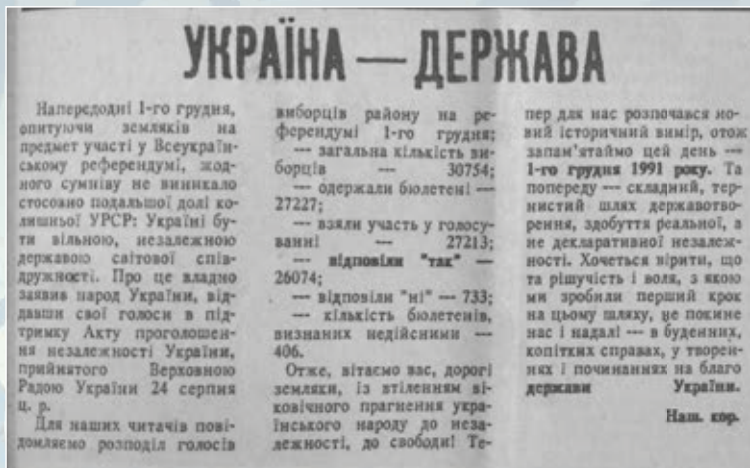 УКРАЇНА — ДЕРЖАВА
Напередодні 1-го грудня,
опитуючи земляків на
предмет участі у Всеукраїн-
ському референдумі, жод-
ного сумніву не виникало
стосовно подальшої долі ко-
лишньої УРСР: Україні бу-
ти вільною, незалежною
державою світової спів-
дружності. Про це владно
заявив народ України, від-
давши свої голоси в під-
тримку Акту проголошен-
ня незалежності України,
прийнятого Верховною
Радою України 24 серпня
ц. р.
Для наших читачів пові-
домляємо розподіл голосів
виборців району на ре-
ферендумі 1-го грудня;
— загальна кількість ви-
борців — 30754;
— одержали бюлетені —
27227;
— взяли участь у голосу-
ванні — 27213;
— відповіли "так" —
26074;
— відповіли "ні" — 733;
— кількість бюлетенів,
визнаних недійсними —
406.
Отже, вітаємо вас, дорогі
земляки, із втіленням ві-
ковічного прагнення укра-
їнського народу до неза-
лежності, до свободи! Те-
пер для нас розпочався но-
вий історичний вимір, отож
запам'ятаймо цей день —
1-го грудня 1991 року. Та
попереду — складний, тер-
нистий шлях державотво-
рення, здобуття реальної, а
не декларативної незалеж-
ності. Хочеться вірити, що
та рішучість і воля, з якою
ми зробили перший крок
на цьому шляху, не покине
нас і надалі — в буденних,
копітких справах, у творен-
нях і починаннях на благо
держави України.
Наш. кор.